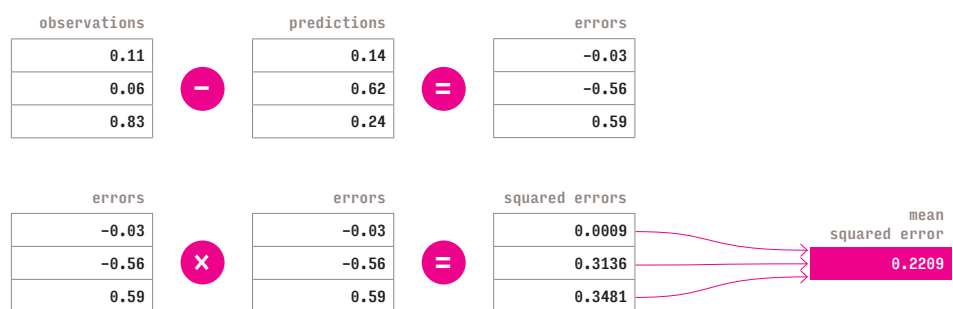 observations predictions errors
0.11 0.14 -0.03
0.06 − 0.62 = -0.56
0.83 0.24 0.59
errors errors squared errors
mean
squared error
-0.03 -0.03 0.0009
-0.56 × -0.56 = 0.3136 0.2209
0.59 0.59 0.3481